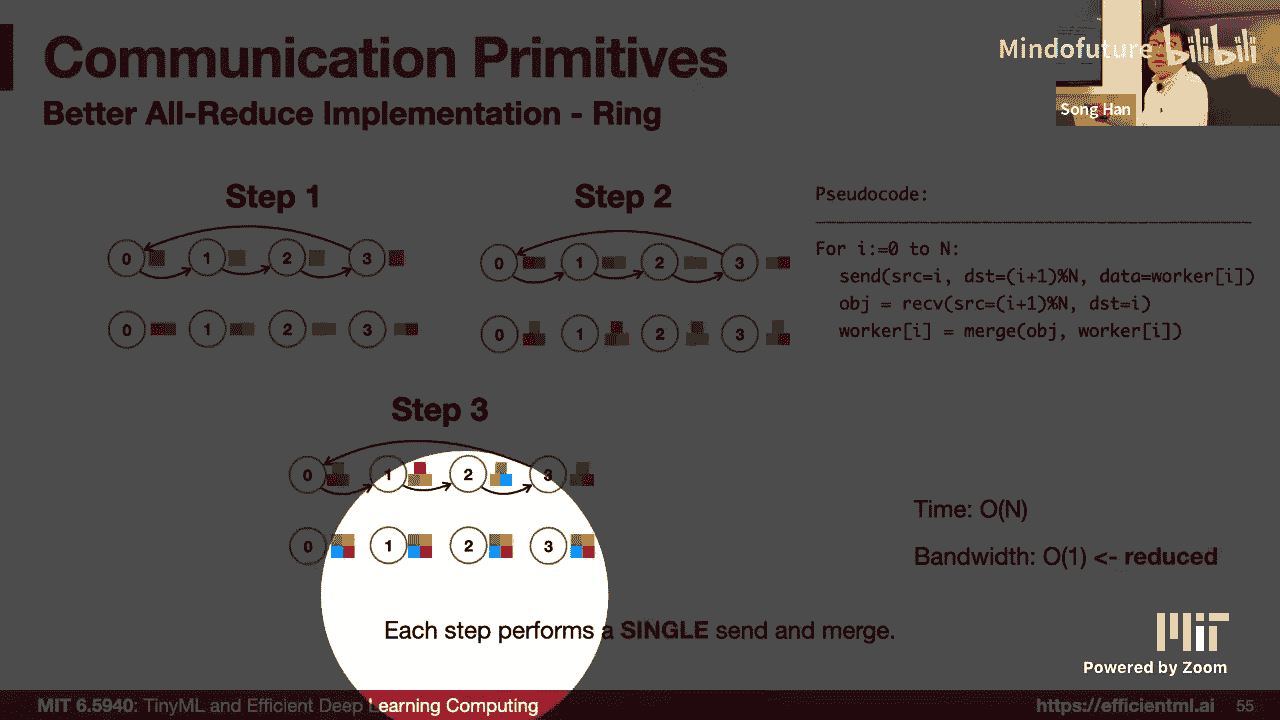 Communication Primitives
Mindofuture bilibili
Better All-Reduce Implementation - Ring
Song Han
Step 1
Step 2
Pseudocode:
0 1 2 3
0 1 2 3
For i:=0 to N:
send(src=i, dst=(i+1)%N, data=worker[i])
obj = recv(src=(i+1)%N, dst=i)
worker[i] = merge(obj, worker[i])
0 1 2 3
0 1 2 3
Step 3
0 1 2 3
0 1 2 3
Time: O(N)
Bandwidth: O(1) <- reduced
Each step performs a SINGLE send and merge.
MIT
Powered by Zoom
MIT 6.5940: TinyML and Efficient Deep Learning Computing
https://efficientml.ai
55